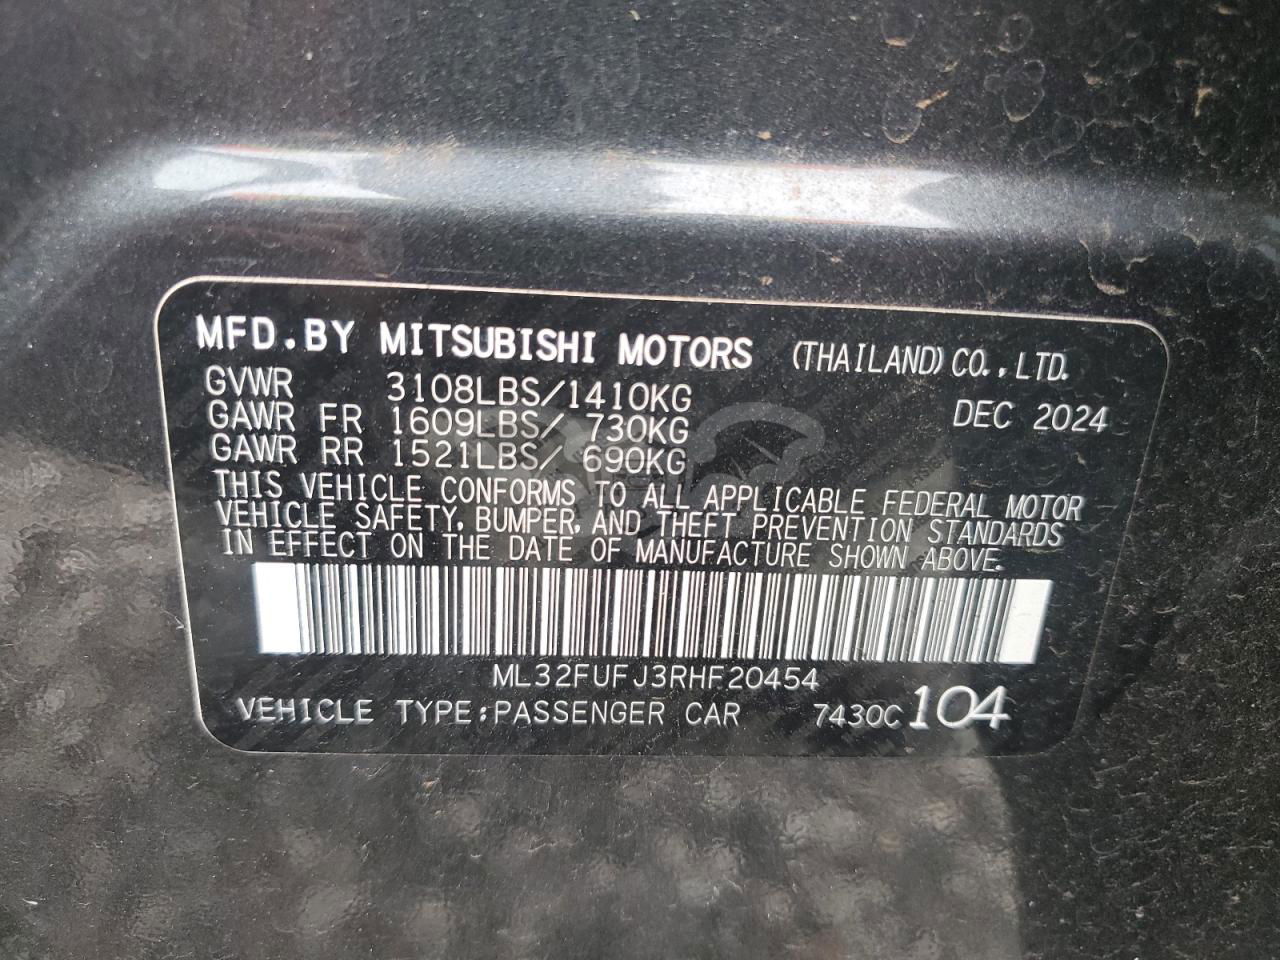 MFD.BY MITSUBISHI MOTORS (THAILAND) CO.,LTD.
GVWR 3108LBS/1410KG DEC 2024
GAWR FR 1609LBS/ 730KG
GAWR RR 1521LBS/ 690KG
THIS VEHICLE CONFORMS TO ALL APPLICABLE FEDERAL MOTOR
VEHICLE SAFETY, BUMPER, AND THEFT PREVENTION STANDARDS
IN EFFECT ON THE DATE OF MANUFACTURE SHOWN ABOVE.
ML32FUFJ3RHF20454
VEHICLE TYPE:PASSENGER CAR 7430C 104